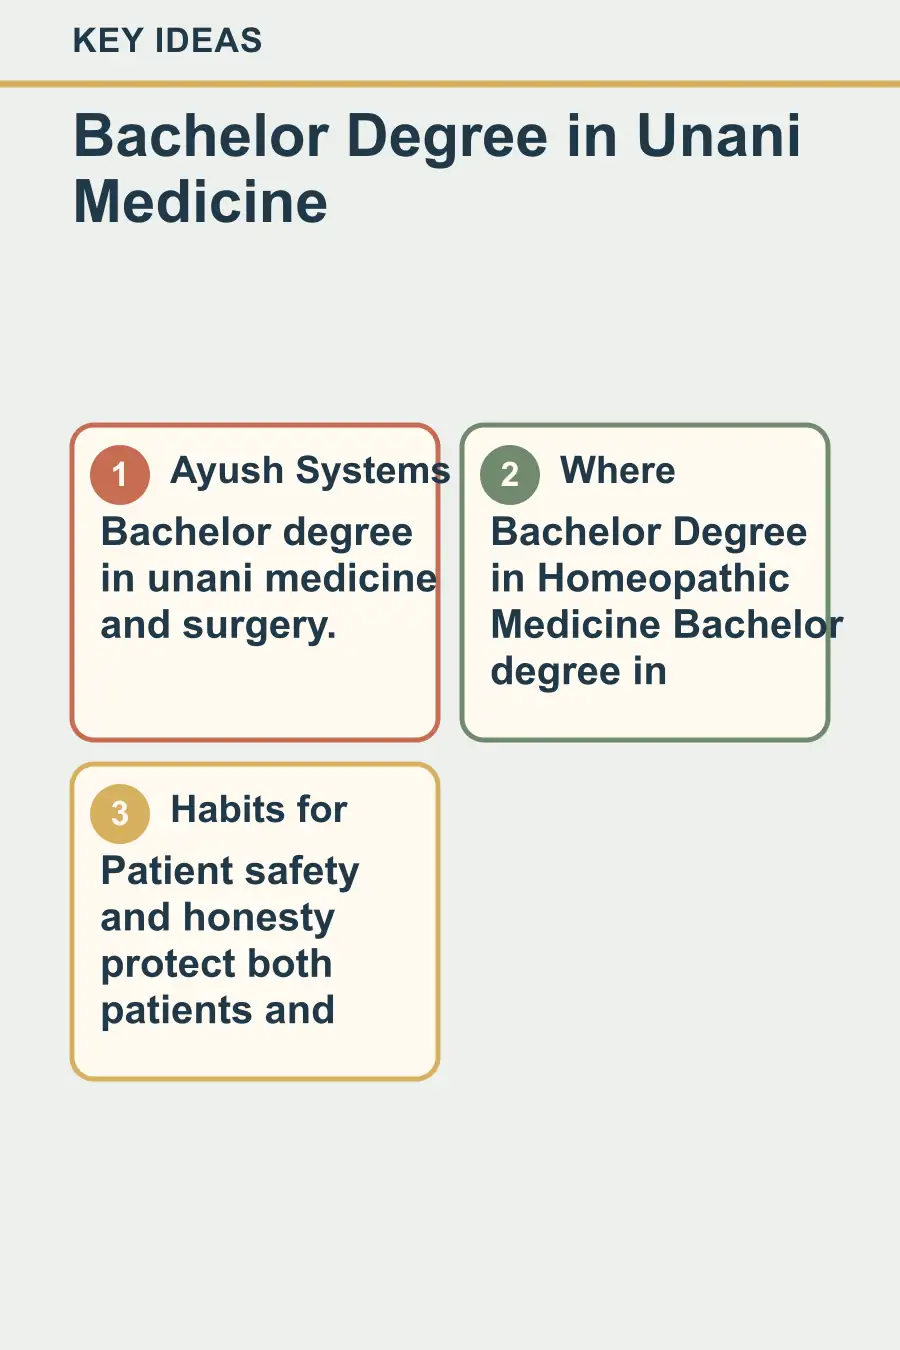 KEY IDEAS
Bachelor Degree in Unani
Medicine
1 Ayush Systems
Bachelor degree
in unani medicine
and surgery.
2 Where
Bachelor Degree
in Homeopathic
Medicine Bachelor
degree in
3 Habits for
Patient safety
and honesty
protect both
patients and